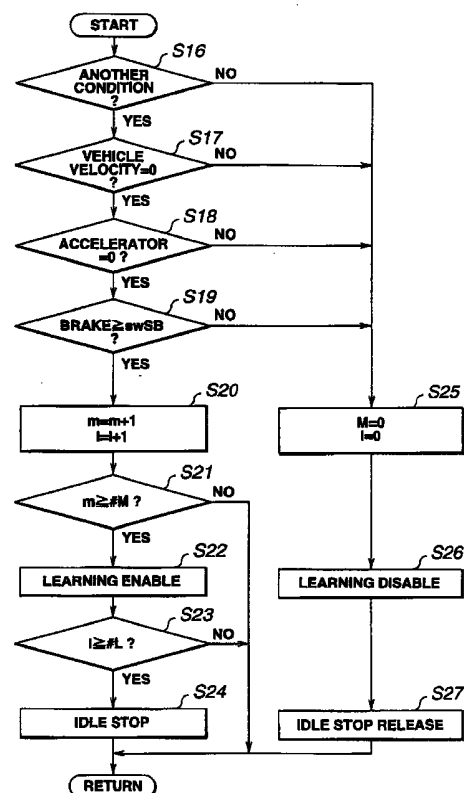 START
S16
ANOTHER
CONDITION
?
NO
YES
S17
VEHICLE
VELOCITY=0
?
NO
YES
S18
ACCELERATOR
=0 ?
NO
YES
S19
BRAKE≧swSB
?
NO
YES
S20
m=m+1
l=l+1
S25
M=0
l=0
S21
m≧#M ?
NO
YES
S22
LEARNING ENABLE
S26
LEARNING DISABLE
S23
l≧#L ?
NO
YES
S24
IDLE STOP
S27
IDLE STOP RELEASE
RETURN